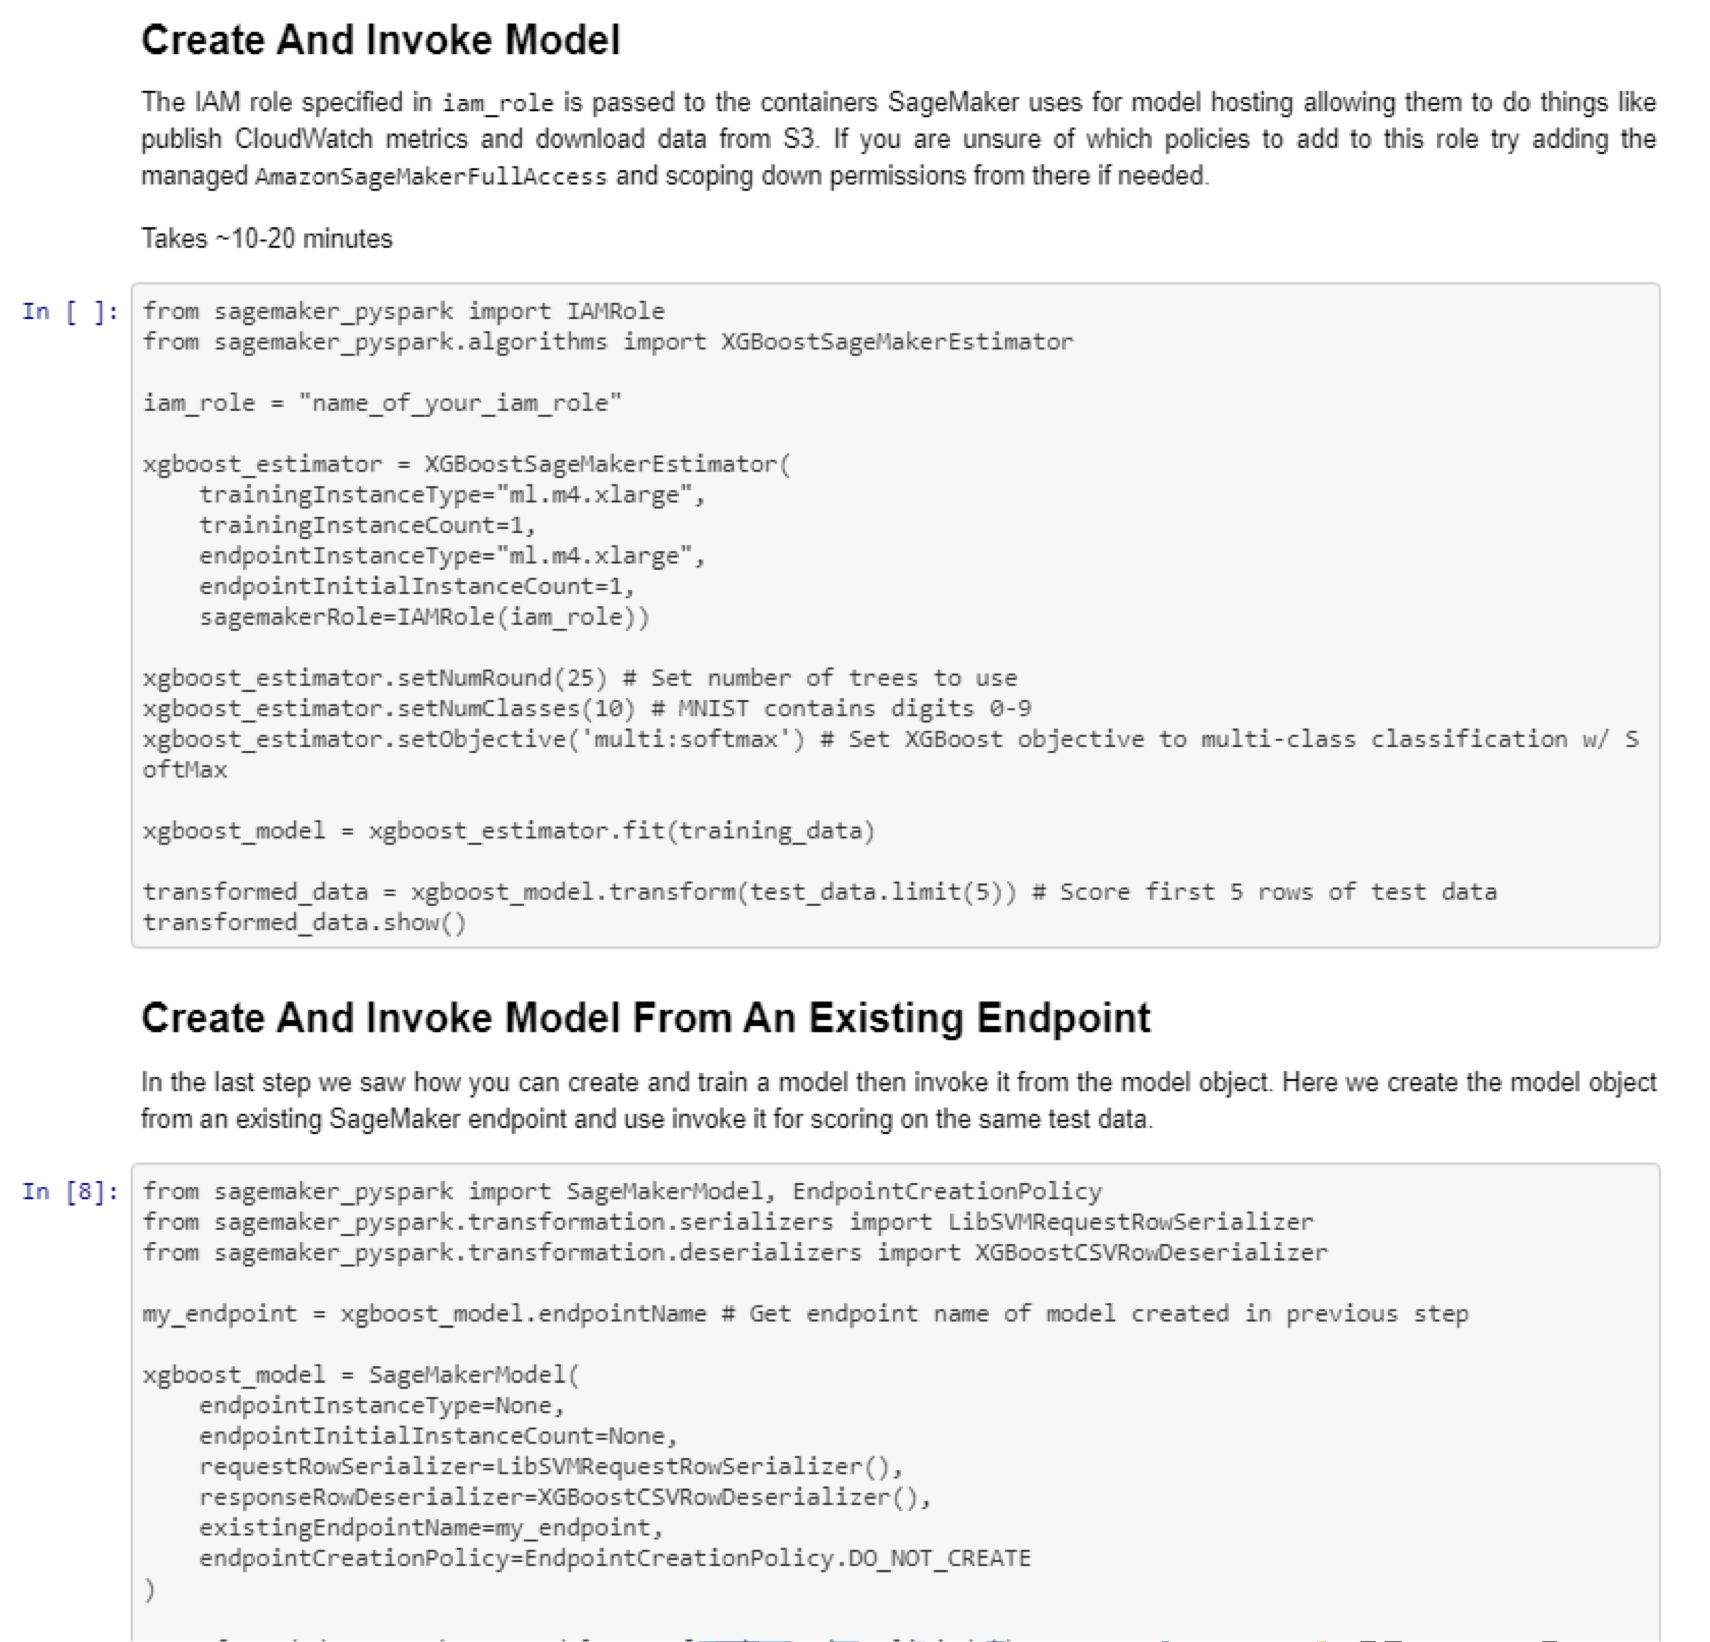 Create And Invoke Model
The IAM role specified in iam_role is passed to the containers SageMaker uses for model hosting allowing them to do things like
publish CloudWatch metrics and download data from S3. If you are unsure of which policies to add to this role try adding the
managed AmazonSageMakerFullAccess and scoping down permissions from there if needed.
Takes ~10-20 minutes
In [ ]: from sagemaker_pyspark import IAMRole
from sagemaker_pyspark.algorithms import XGBoostSageMakerEstimator
iam_role = "name_of_your_iam_role"
xgboost_estimator = XGBoostSageMakerEstimator(
    trainingInstanceType="ml.m4.xlarge",
    trainingInstanceCount=1,
    endpointInstanceType="ml.m4.xlarge",
    endpointInitialInstanceCount=1,
    sagemakerRole=IAMRole(iam_role))
xgboost_estimator.setNumRound(25) # Set number of trees to use
xgboost_estimator.setNumClasses(10) # MNIST contains digits 0-9
xgboost_estimator.setObjective('multi:softmax') # Set XGBoost objective to multi-class classification w/ S
oftMax
xgboost_model = xgboost_estimator.fit(training_data)
transformed_data = xgboost_model.transform(test_data.limit(5)) # Score first 5 rows of test data
transformed_data.show()
Create And Invoke Model From An Existing Endpoint
In the last step we saw how you can create and train a model then invoke it from the model object. Here we create the model object
from an existing SageMaker endpoint and use invoke it for scoring on the same test data.
In [8]: from sagemaker_pyspark import SageMakerModel, EndpointCreationPolicy
from sagemaker_pyspark.transformation.serializers import LibSVMRequestRowSerializer
from sagemaker_pyspark.transformation.deserializers import XGBoostCSVRowDeserializer
my_endpoint = xgboost_model.endpointName # Get endpoint name of model created in previous step
xgboost_model = SageMakerModel(
    endpointInstanceType=None,
    endpointInitialInstanceCount=None,
    requestRowSerializer=LibSVMRequestRowSerializer(),
    responseRowDeserializer=XGBoostCSVRowDeserializer(),
    existingEndpointName=my_endpoint,
    endpointCreationPolicy=EndpointCreationPolicy.DO_NOT_CREATE
)